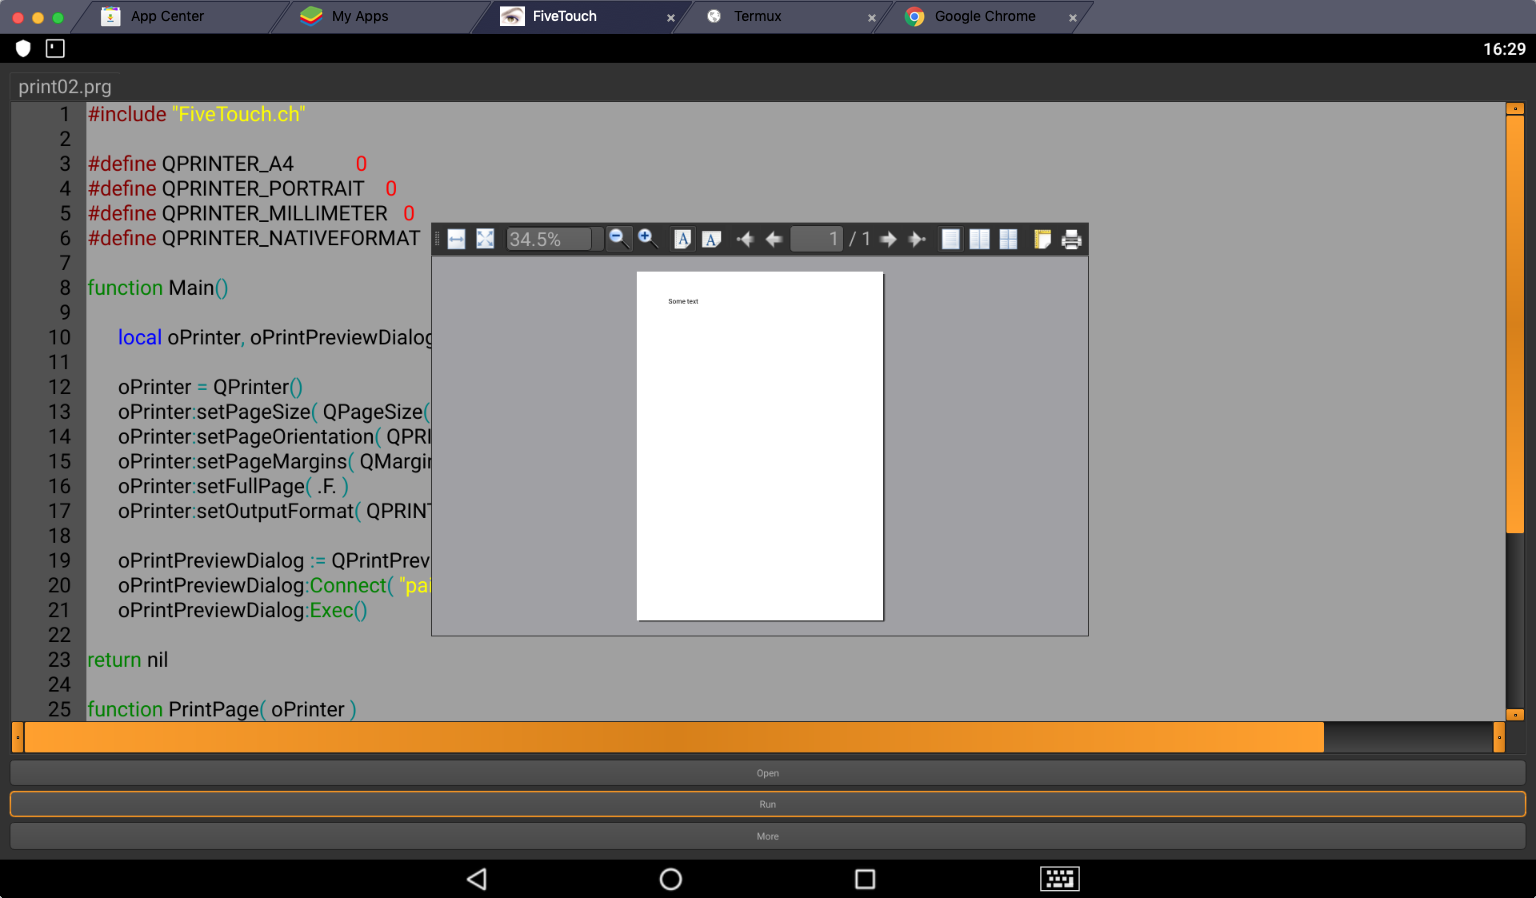 App Center
My Apps
FiveTouch
Termux
Google Chrome
16:29
print02.prg
1 #include "FiveTouch.ch"
2
3 #define QPRINTER_A4 0
4 #define QPRINTER_PORTRAIT 0
5 #define QPRINTER_MILLIMETER 0
6 #define QPRINTER_NATIVEFORMAT
7
8 function Main()
9
10 local oPrinter, oPrintPreviewDialog
11
12 oPrinter = QPrinter()
13 oPrinter:setPageSize( QPageSize(
14 oPrinter:setPageOrientation( QPRI
15 oPrinter:setPageMargins( QMargin
16 oPrinter:setFullPage( .F. )
17 oPrinter:setOutputFormat( QPRINT
18
19 oPrintPreviewDialog := QPrintPrev
20 oPrintPreviewDialog:Connect( "pai
21 oPrintPreviewDialog:Exec()
22
23 return nil
24
25 function PrintPage( oPrinter )
34.5%
A
A
1 / 1
Some text
Open
Run
More